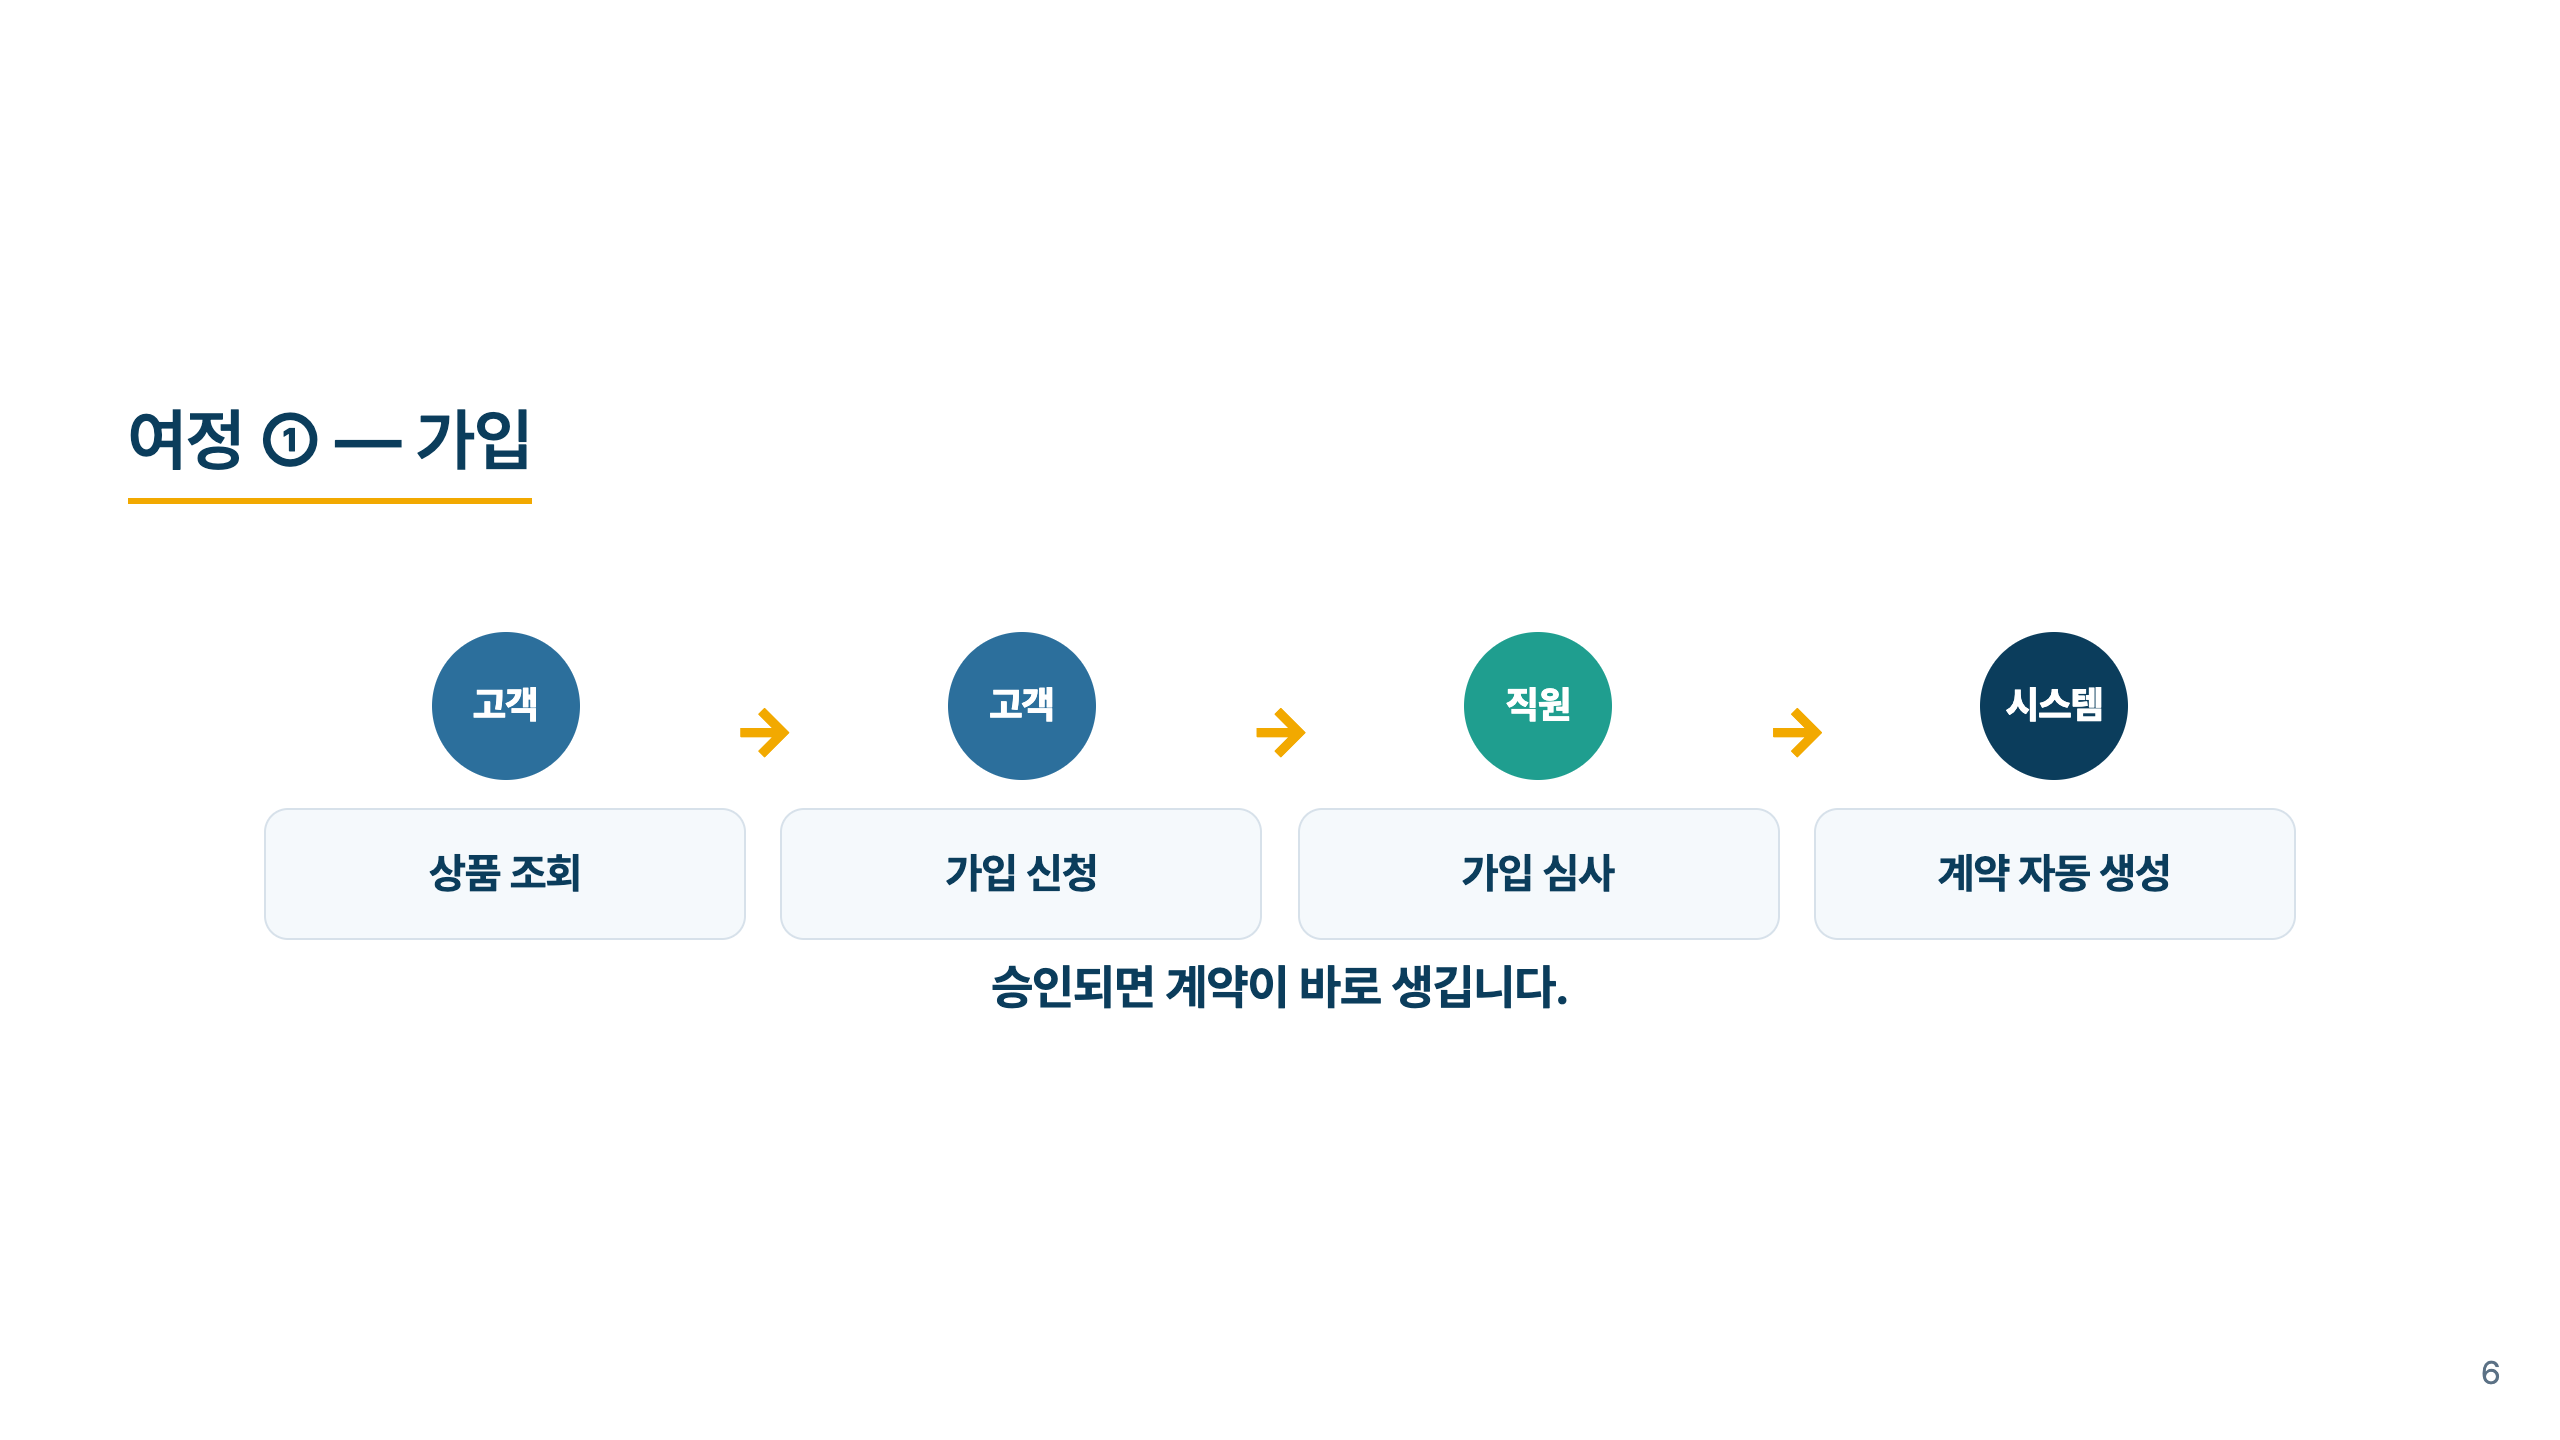 여정 ① — 가입
고객 → 고객 → 직원 → 시스템
상품 조회 가입 신청 가입 심사 계약 자동 생성
승인되면 계약이 바로 생깁니다.
6